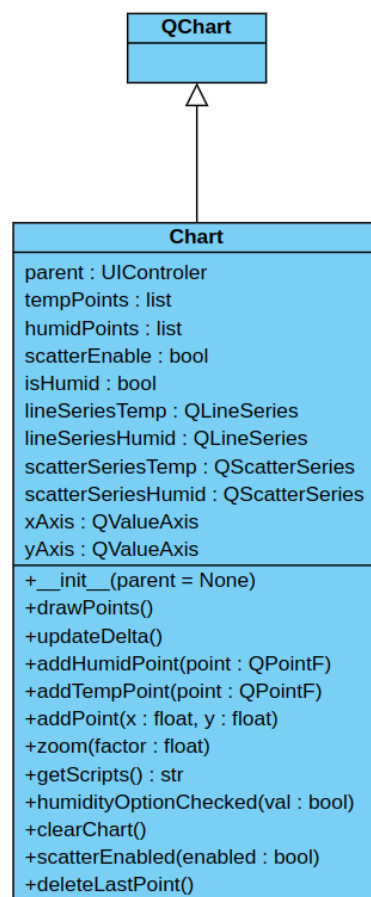 QChart
Chart
parent : UIControler
tempPoints : list
humidPoints : list
scatterEnable : bool
isHumid : bool
lineSeriesTemp : QLineSeries
lineSeriesHumid : QLineSeries
scatterSeriesTemp : QScatterSeries
scatterSeriesHumid : QScatterSeries
xAxis : QValueAxis
yAxis : QValueAxis
+__init__(parent = None)
+drawPoints()
+updateDelta()
+addHumidPoint(point : QPointF)
+addTempPoint(point : QPointF)
+addPoint(x : float, y : float)
+zoom(factor : float)
+getScripts() : str
+humidityOptionChecked(val : bool)
+clearChart()
+scatterEnabled(enabled : bool)
+deleteLastPoint()